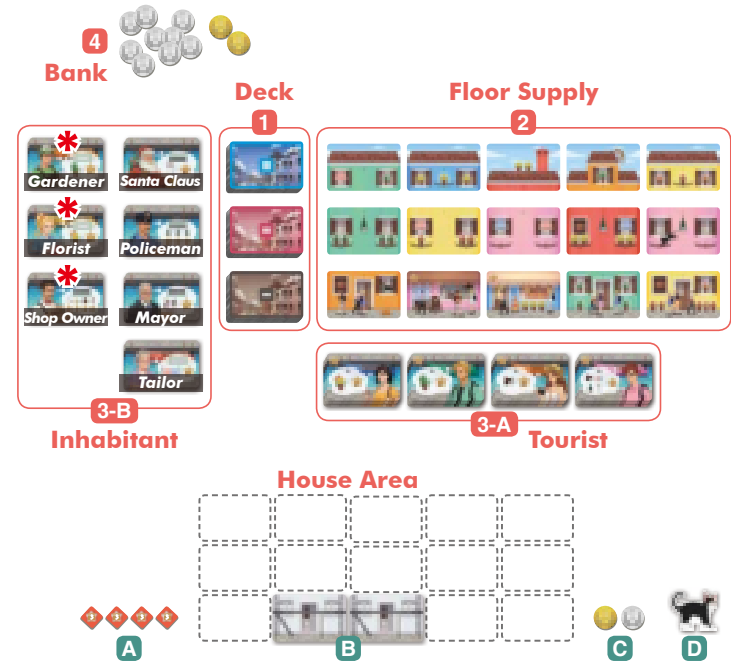 4
Bank
Deck
1
Floor Supply
2
*
Gardener
Santa Claus
*
Florist
Policeman
*
Shop Owner
Mayor
Tailor
3-B
Inhabitant
3-A
Tourist
House Area
A
B
C
D